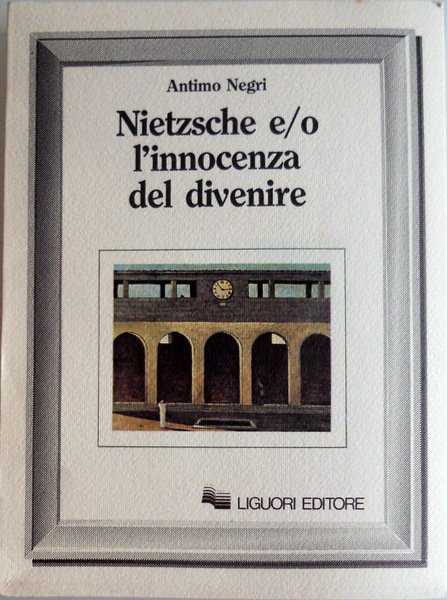 Antimo Negri
Nietzsche e/o
l'innocenza
del divenire
LIGUORI EDITORE